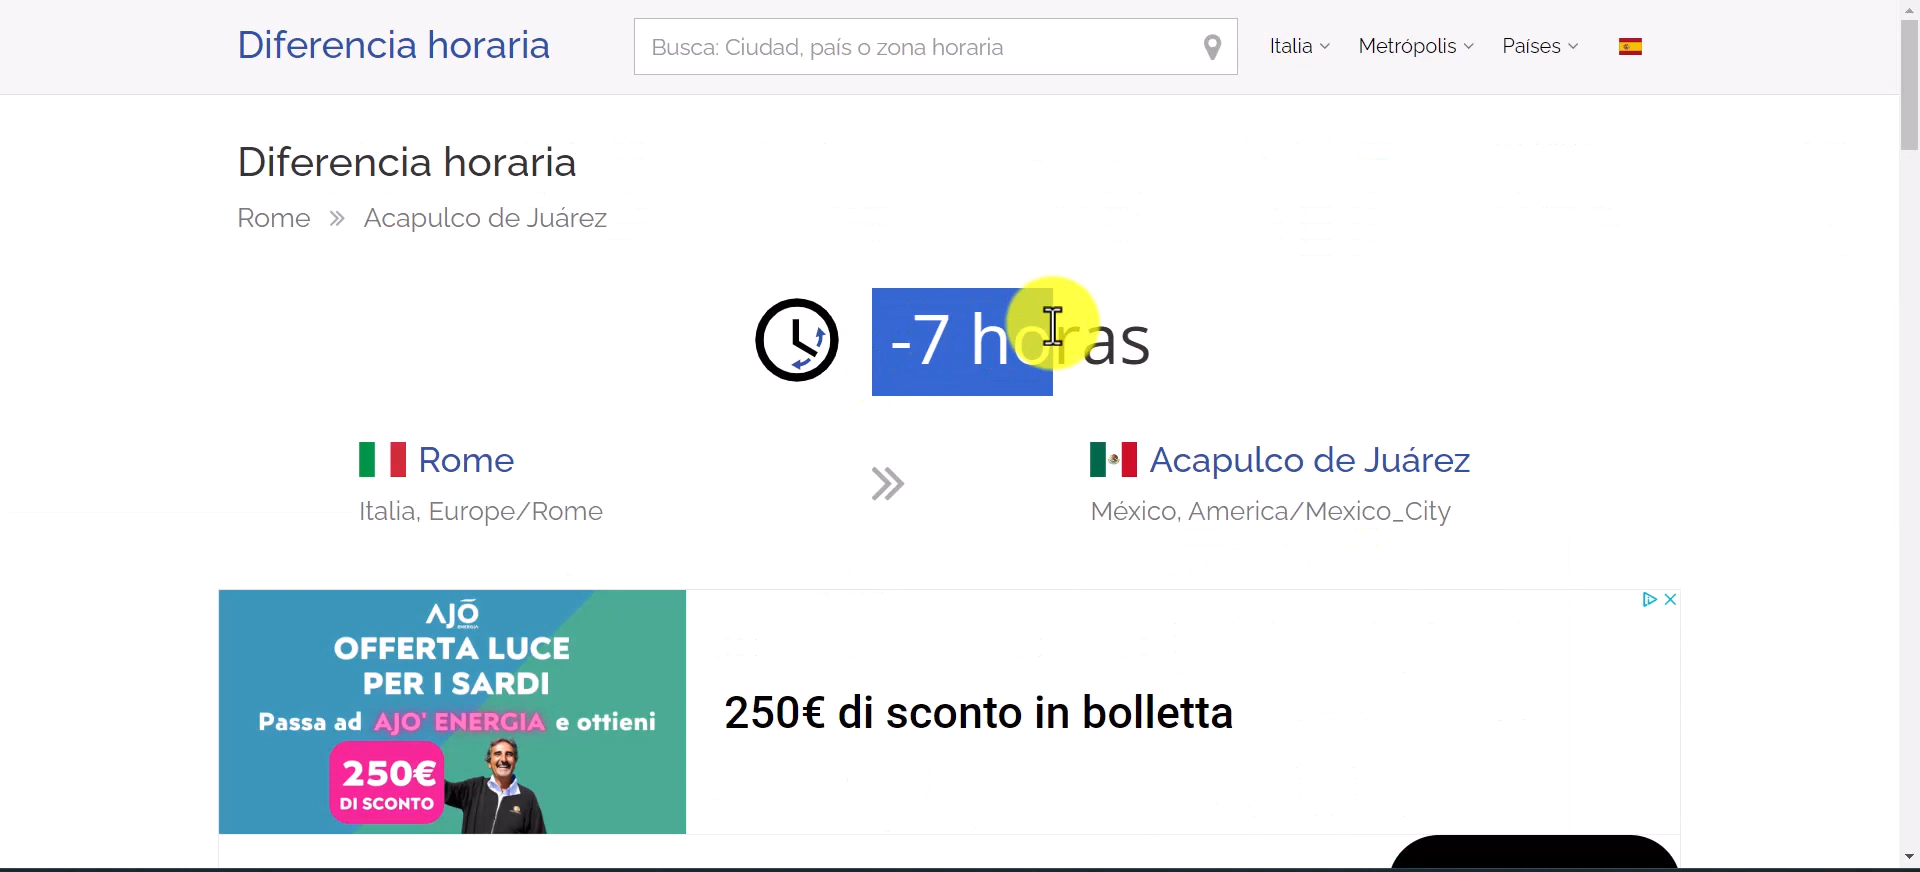 Diferencia horaria
Busca: Ciudad, país o zona horaria
Italia
Metrópolis
Países
Diferencia horaria
Rome » Acapulco de Juárez
-7 horas
Rome
Italia, Europe/Rome
»
Acapulco de Juárez
México, America/Mexico_City
AJÓ
ENERGIA
OFFERTA LUCE
PER I SARDI
Passa ad AJO' ENERGIA e ottieni
250€
DI SCONTO
250€ di sconto in bolletta